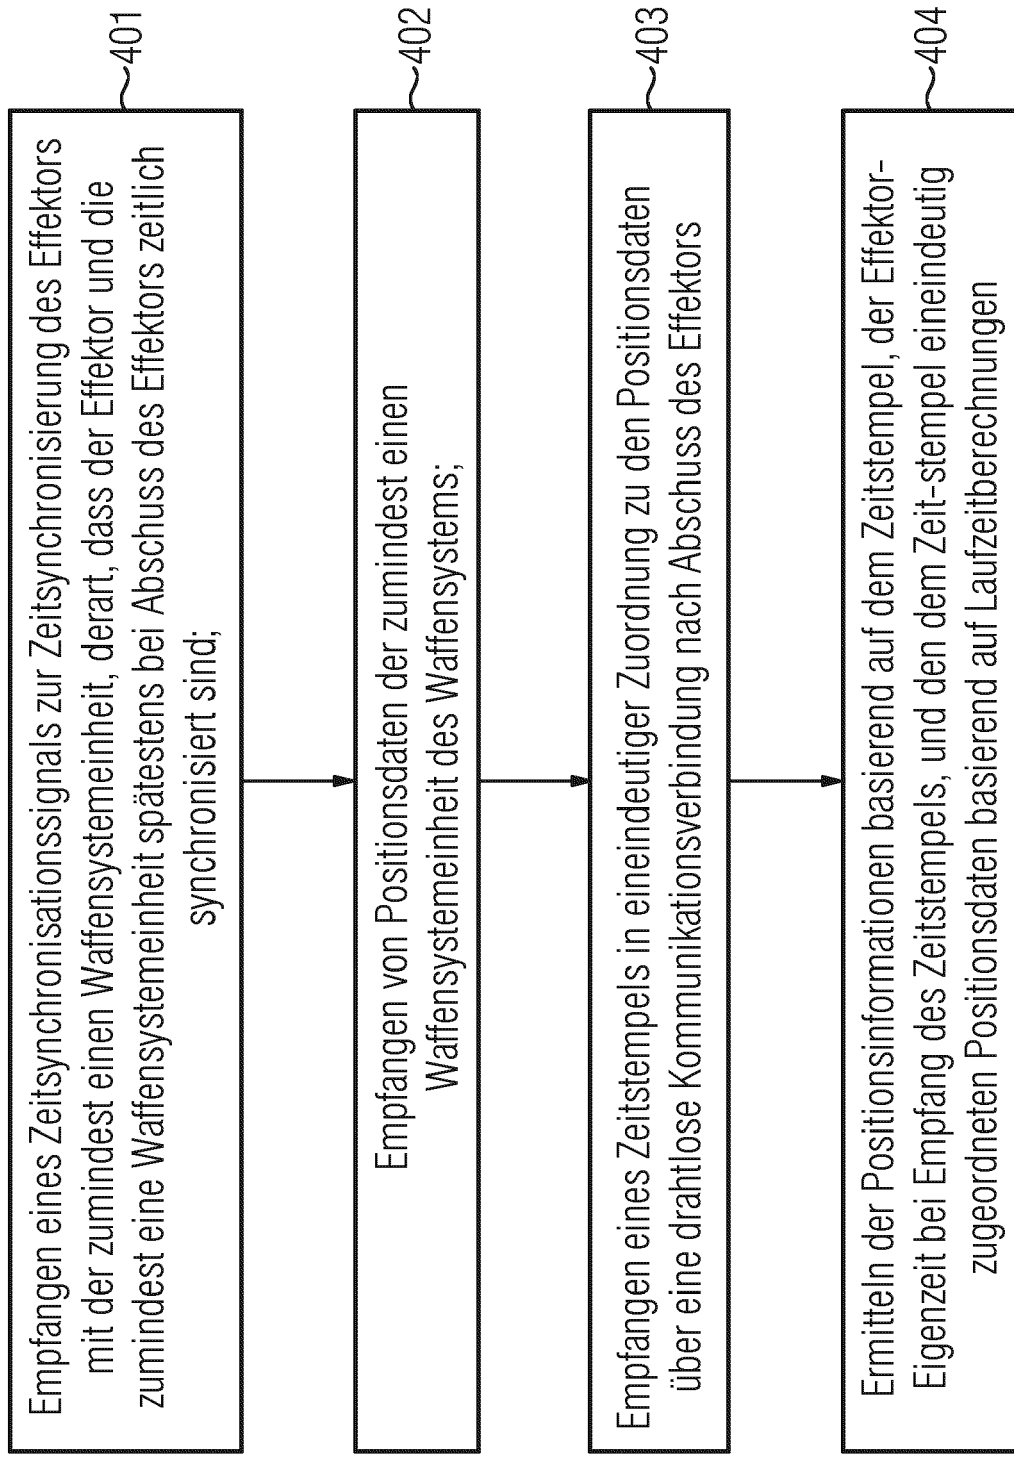 Empfangen eines Zeitsynchronisationssignals zur Zeitsynchronisierung des Effektors
mit der zumindest einen Waffensystemeinheit, derart, dass der Effektor und die
zumindest eine Waffensystemeinheit spätestens bei Abschuss des Effektors zeitlich
synchronisiert sind;
401
Empfangen von Positionsdaten der zumindest einen
Waffensystemeinheit des Waffensystems;
402
Empfangen eines Zeitstempels in eineindeutiger Zuordnung zu den Positionsdaten
über eine drahtlose Kommunikationsverbindung nach Abschuss des Effektors
403
Ermitteln der Positionsinformationen basierend auf dem Zeitstempel, der Effektor-
Eigenzeit bei Empfang des Zeitstempels, und den dem Zeit-stempel eineindeutig
zugeordneten Positionsdaten basierend auf Laufzeitberechnungen
404